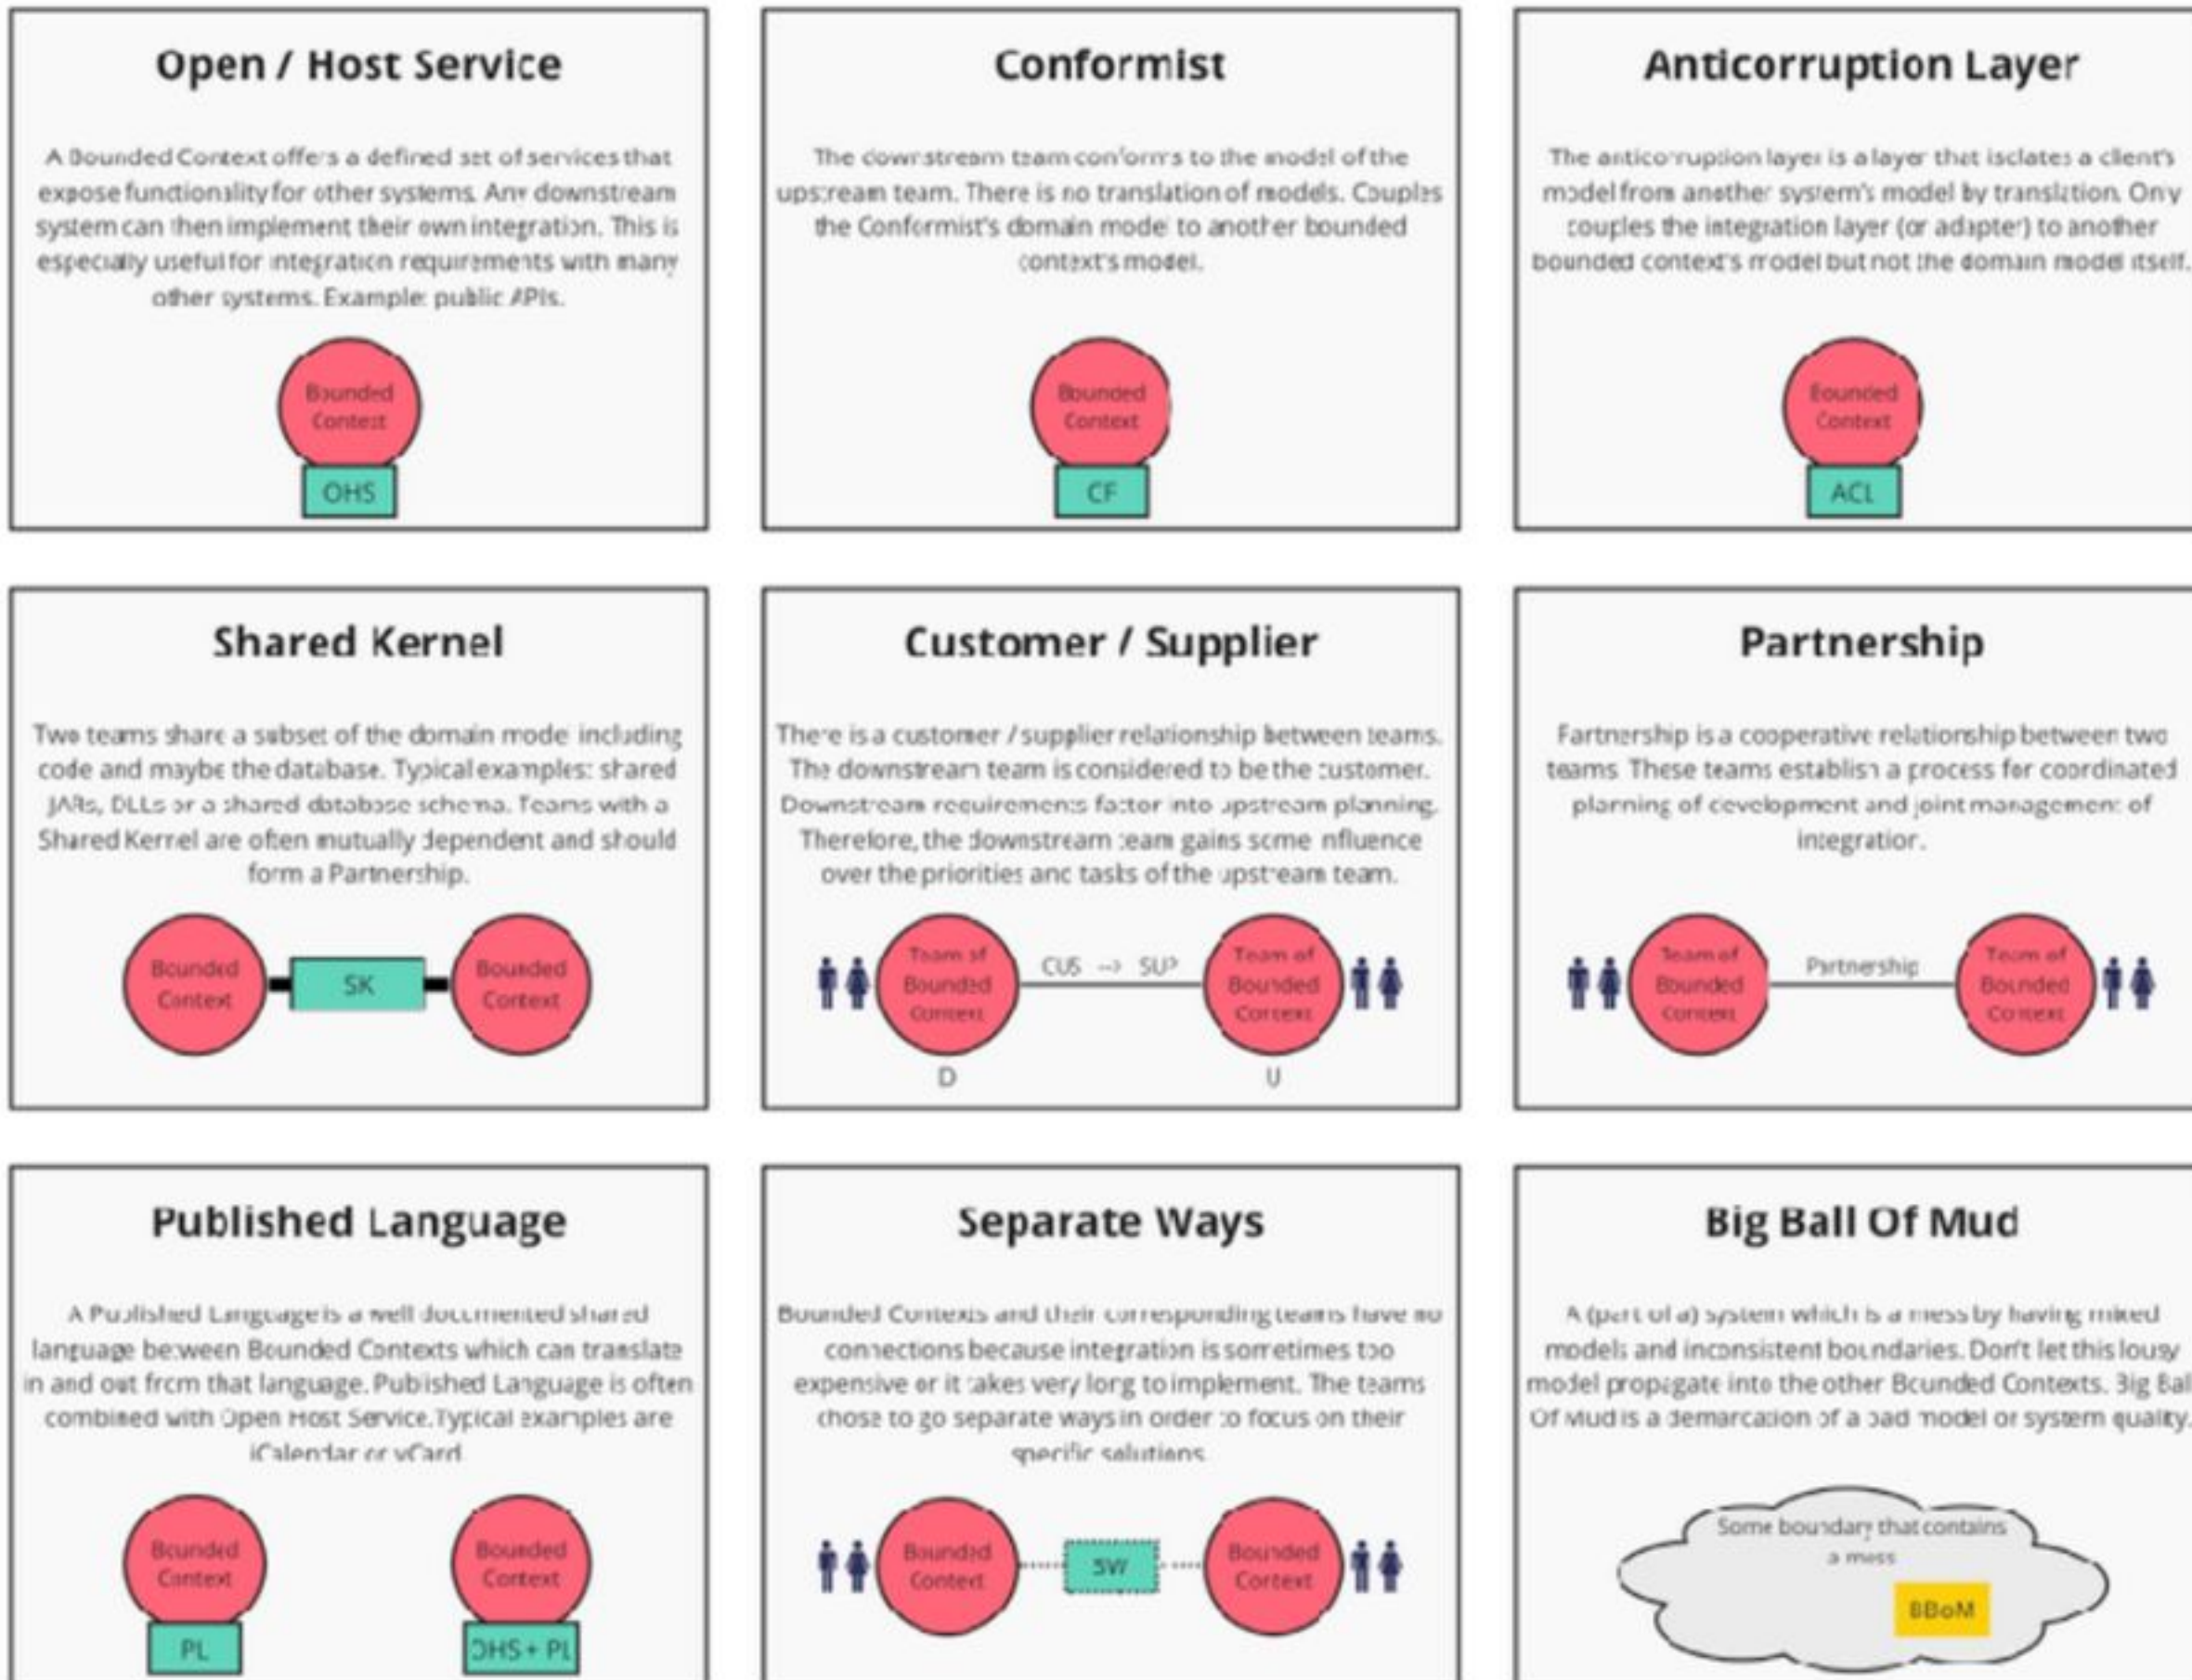 Open / Host Service
A Bounded Context offers a defined set of services that
expose functionality for other systems. Any downstream
system can then implement their own integration. This is
especially useful for integration requirements with many
other systems. Example: public APIs.
Bounded
Context
OHS
Conformist
The downstream team conforms to the model of the
upstream team. There is no translation of models. Couples
the Conformist's domain model to another bounded
context's model.
Bounded
Context
CF
Anticorruption Layer
The anticorruption layer is a layer that isolates a client's
model from another system's model by translation. Only
couples the integration layer (or adapter) to another
bounded context's model but not the domain model itself.
Bounded
Context
ACL
Shared Kernel
Two teams share a subset of the domain model including
code and maybe the database. Typical examples: shared
JARs, DLLs or a shared database schema. Teams with a
Shared Kernel are often mutually dependent and should
form a Partnership.
Bounded
Context
SK
Bounded
Context
Customer / Supplier
There is a customer / supplier relationship between teams.
The downstream team is considered to be the customer.
Downstream requirements factor into upstream planning.
Therefore, the downstream team gains some influence
over the priorities and tasks of the upstream team.
Team of
Bounded
Context
CUS --> SUP
Team of
Bounded
Context
D
U
Partnership
Partnership is a cooperative relationship between two
teams. These teams establish a process for coordinated
planning of development and joint management of
integration.
Team of
Bounded
Context
Partnership
Team of
Bounded
Context
Published Language
A Published Language is a well documented shared
language between Bounded Contexts which can translate
in and out from that language. Published Language is often
combined with Open Host Service. Typical examples are
iCalendar or vCard.
Bounded
Context
PL
Bounded
Context
OHS + PL
Separate Ways
Bounded Contexts and their corresponding teams have no
connections because integration is sometimes too
expensive or it takes very long to implement. The teams
chose to go separate ways in order to focus on their
specific solutions.
Bounded
Context
SW
Bounded
Context
Big Ball Of Mud
A (part of a) system which is a mess by having mixed
models and inconsistent boundaries. Don't let this lousy
model propagate into the other Bounded Contexts. Big Ball
Of Mud is a demarcation of a bad model or system quality.
Some boundary that contains
a mess
BBoM